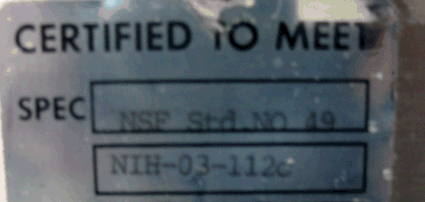 CERTIFIED TO MEET
SPEC NSF Std.NO 49
NIH-03-112c